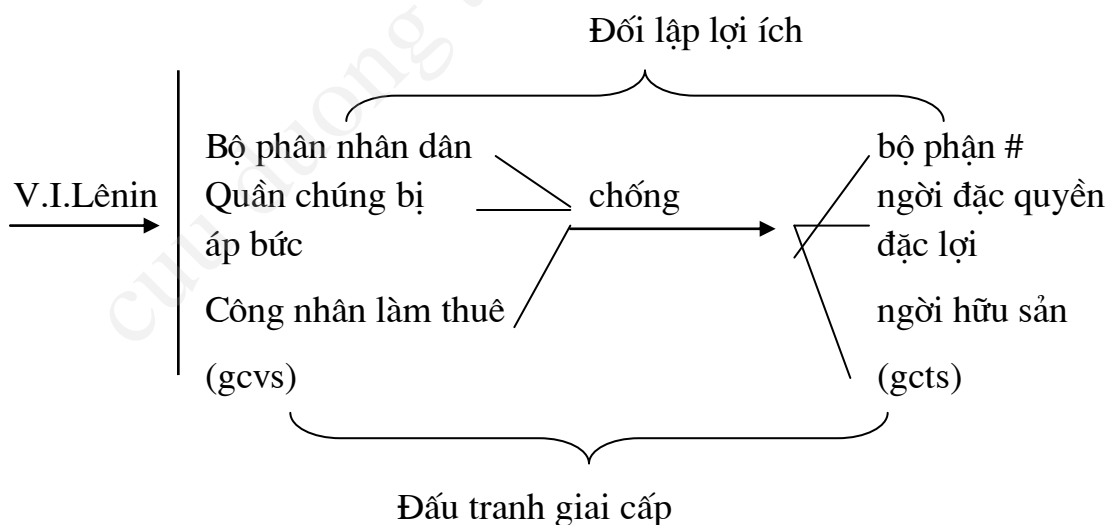 Đối lập lợi ích
Bộ phân nhân dân bộ phận #
V.I.Lênin Quần chúng bị chống ngời đặc quyền
áp bức đặc lợi
Công nhân làm thuê ngời hữu sản
(gcvs) (gcts)
Đấu tranh giai cấp